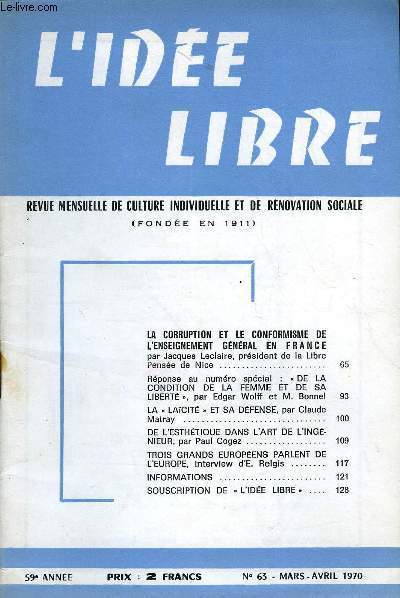 Le-livre.com
L'IDÉE
LIBRE
REVUE MENSUELLE DE CULTURE INDIVIDUELLE ET DE RÉNOVATION SOCIALE
(FONDÉE EN 1911)
LA CORRUPTION ET LE CONFORMISME DE
L'ENSEIGNEMENT GÉNÉRAL EN FRANCE
par Jacques Leclaire, président de la Libre
Pensée de Nice ........................ 65
Réponse au numéro spécial : « DE LA
CONDITION DE LA FEMME ET DE SA
LIBERTÉ », par Edgar Wolff et M. Bonnel 93
LA « LAÏCITÉ » ET SA DÉFENSE, par Claude
Malray ................................ 100
DE L'ESTHÉTIQUE DANS L'ART DE L'INGÉ-
NIEUR, par Paul Cogez ................. 109
TROIS GRANDS EUROPÉENS PARLENT DE
L'EUROPE, Interview d'E. Relgis ........ 117
INFORMATIONS ........................ 121
SOUSCRIPTION DE « L'IDÉE LIBRE » .... 128
59e ANNÉE PRIX : 2 FRANCS N° 63 - MARS-AVRIL 1970